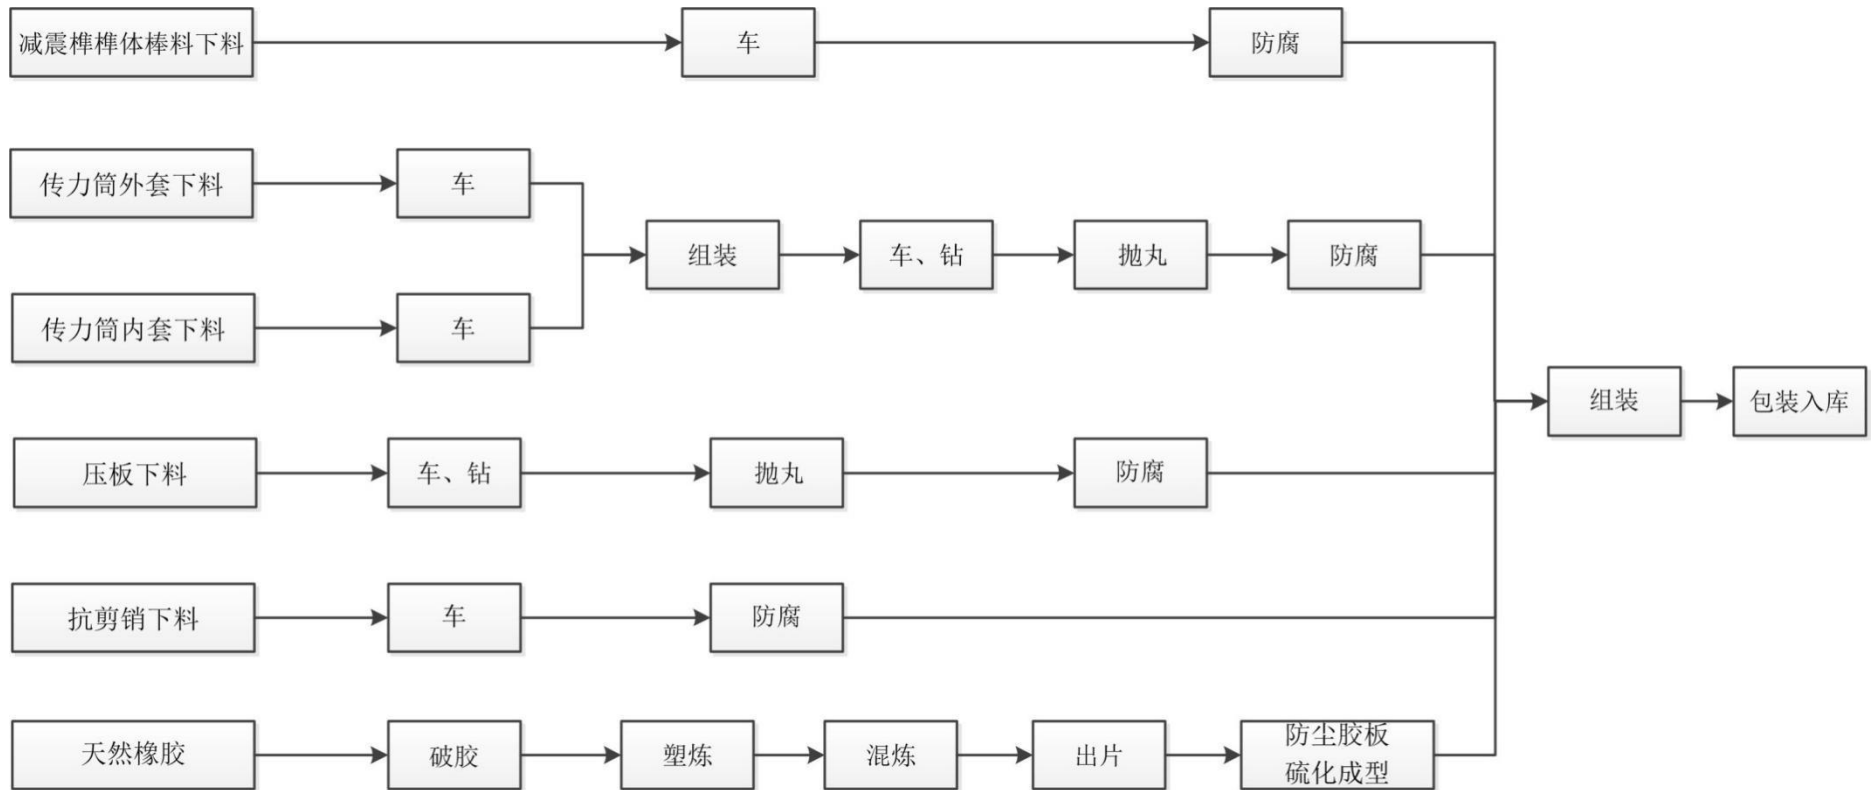 减震榫榫体棒料下料
车
防腐
传力筒外套下料
车
组装
车、钻
抛丸
防腐
传力筒内套下料
车
组装
包装入库
压板下料
车、钻
抛丸
防腐
抗剪销下料
车
防腐
天然橡胶
破胶
塑炼
混炼
出片
防尘胶板
硫化成型